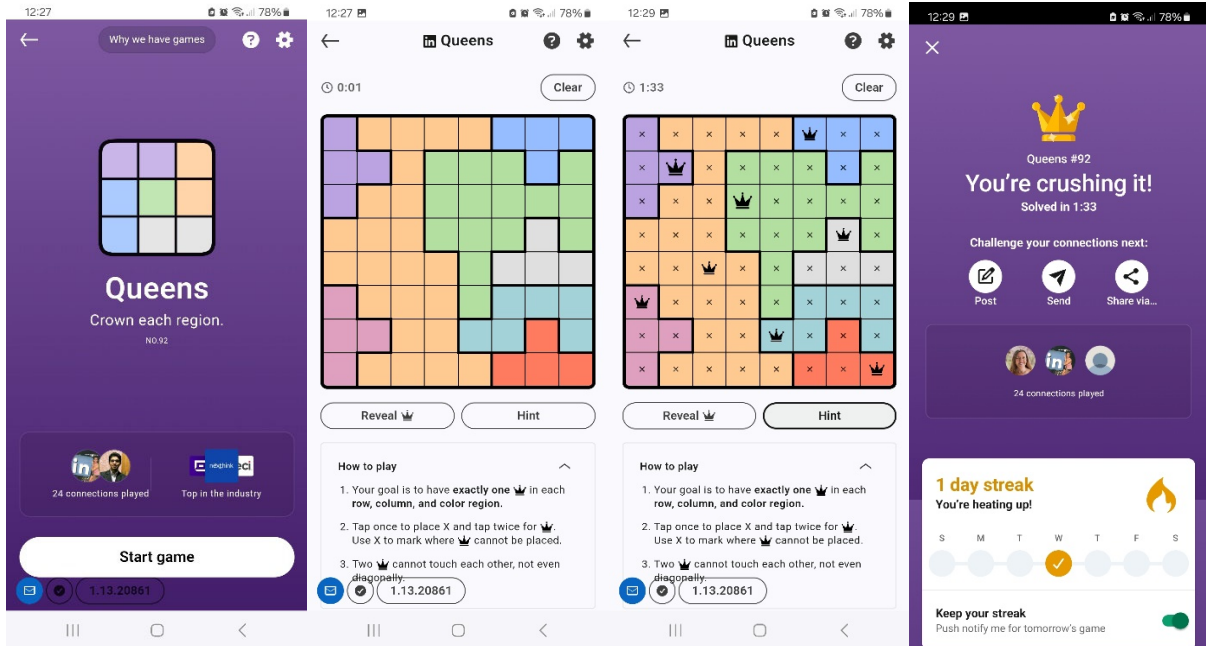 12:27
78%
Why we have games
?
Queens
Crown each region.
NO.92
in
24 connections played
nexthink
eci
Top in the industry
Start game
1.13.20861
12:27
78%
in Queens
?
0:01
Clear
Reveal
Hint
How to play
1. Your goal is to have exactly one in each
row, column, and color region.
2. Tap once to place X and tap twice for .
Use X to mark where cannot be placed.
3. Two cannot touch each other, not even
diagonally.
1.13.20861
12:29
78%
in Queens
?
1:33
Clear
Reveal
Hint
How to play
1. Your goal is to have exactly one in each
row, column, and color region.
2. Tap once to place X and tap twice for .
Use X to mark where cannot be placed.
3. Two cannot touch each other, not even
diagonally.
1.13.20861
12:29
78%
Queens #92
You're crushing it!
Solved in 1:33
Challenge your connections next:
Post Send Share via...
in
24 connections played
1 day streak
You're heating up!
S M T W T F S
Keep your streak
Push notify me for tomorrow's game